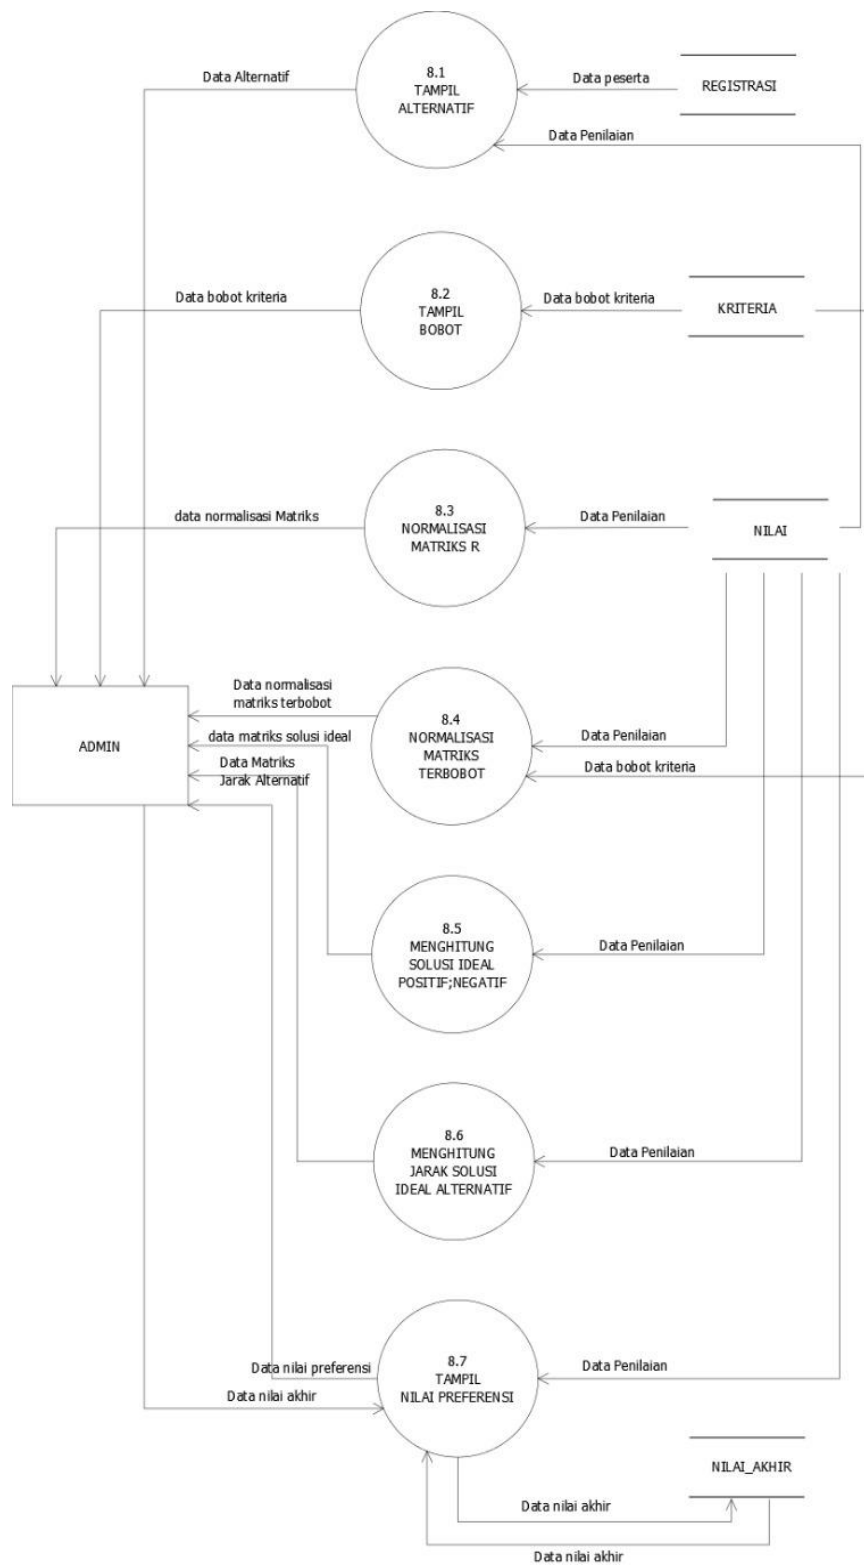 8.1
TAMPIL
ALTERNATIF
Data Alternatif
Data peserta
REGISTRASI
Data Penilaian
8.2
TAMPIL
BOBOT
Data bobot kriteria
Data bobot kriteria
KRITERIA
8.3
NORMALISASI
MATRIKS R
data normalisasi Matriks
Data Penilaian
NILAI
ADMIN
Data normalisasi
matriks terbobot
data matriks solusi ideal
Data Matriks
Jarak Alternatif
8.4
NORMALISASI
MATRIKS
TERBOBOT
Data Penilaian
Data bobot kriteria
8.5
MENGHITUNG
SOLUSI IDEAL
POSITIF;NEGATIF
Data Penilaian
8.6
MENGHITUNG
JARAK SOLUSI
IDEAL ALTERNATIF
Data Penilaian
8.7
TAMPIL
NILAI PREFERENSI
Data nilai preferensi
Data nilai akhir
Data Penilaian
NILAI_AKHIR
Data nilai akhir
Data nilai akhir